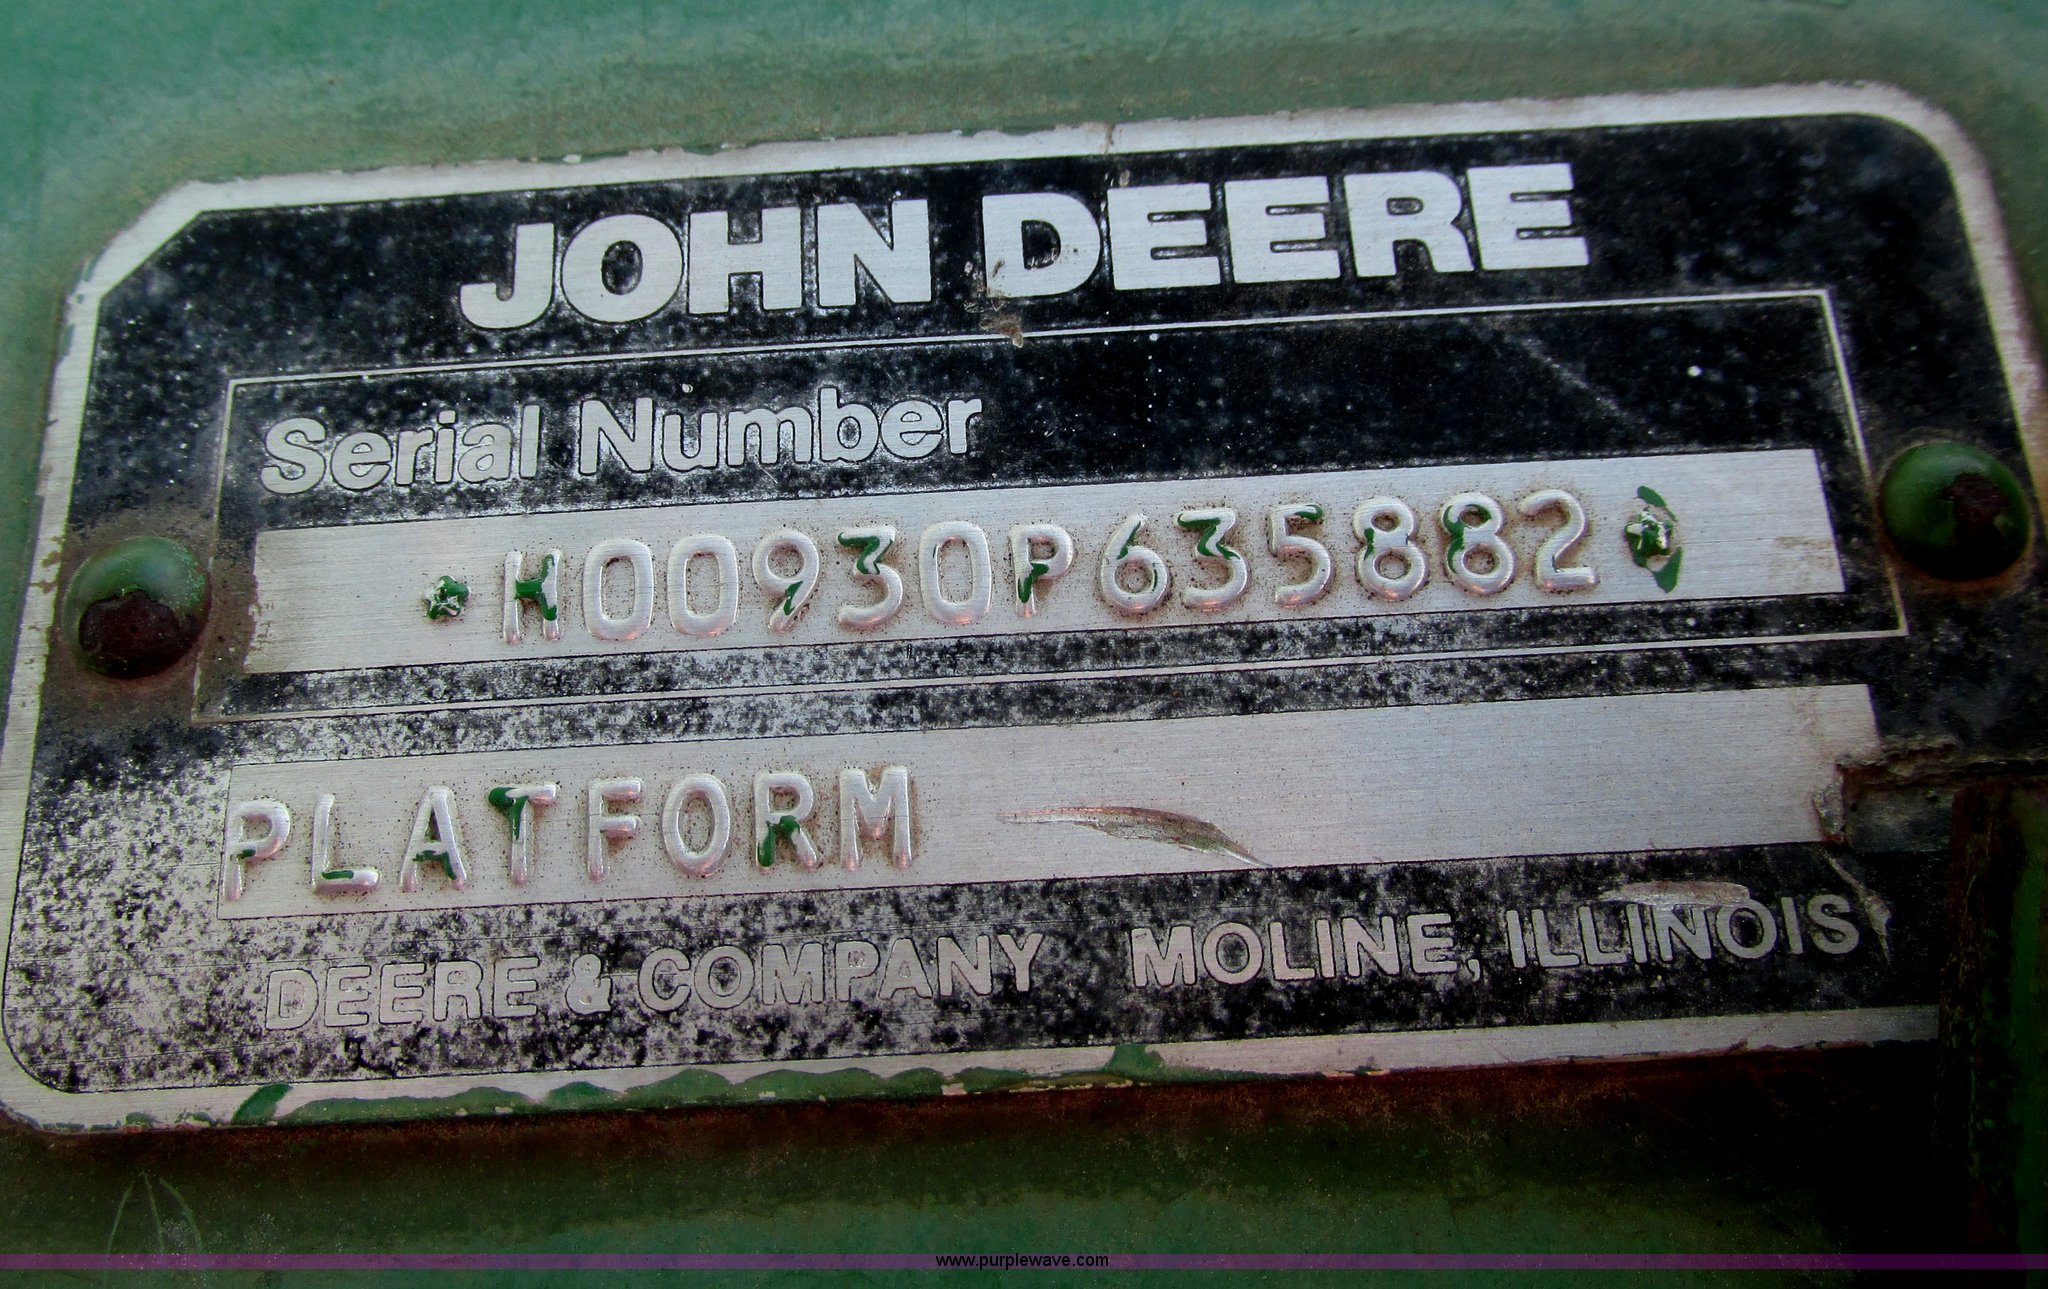 JOHN DEERE
Serial Number
*H00930P635882*
PLATFORM
DEERE & COMPANY MOLINE, ILLINOIS
www.purplewave.com